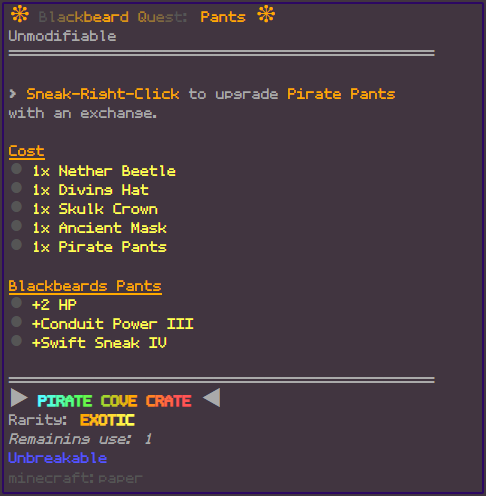 Blackbeard Quest: Pants
Unmodifiable
> Sneak-Right-Click to upgrade Pirate Pants
with an exchange.
Cost
1x Nether Beetle
1x Diving Hat
1x Skulk Crown
1x Ancient Mask
1x Pirate Pants
Blackbeards Pants
+2 HP
+Conduit Power III
+Swift Sneak IV
PIRATE COVE CRATE
Rarity: EXOTIC
Remaining use: 1
Unbreakable
minecraft:paper